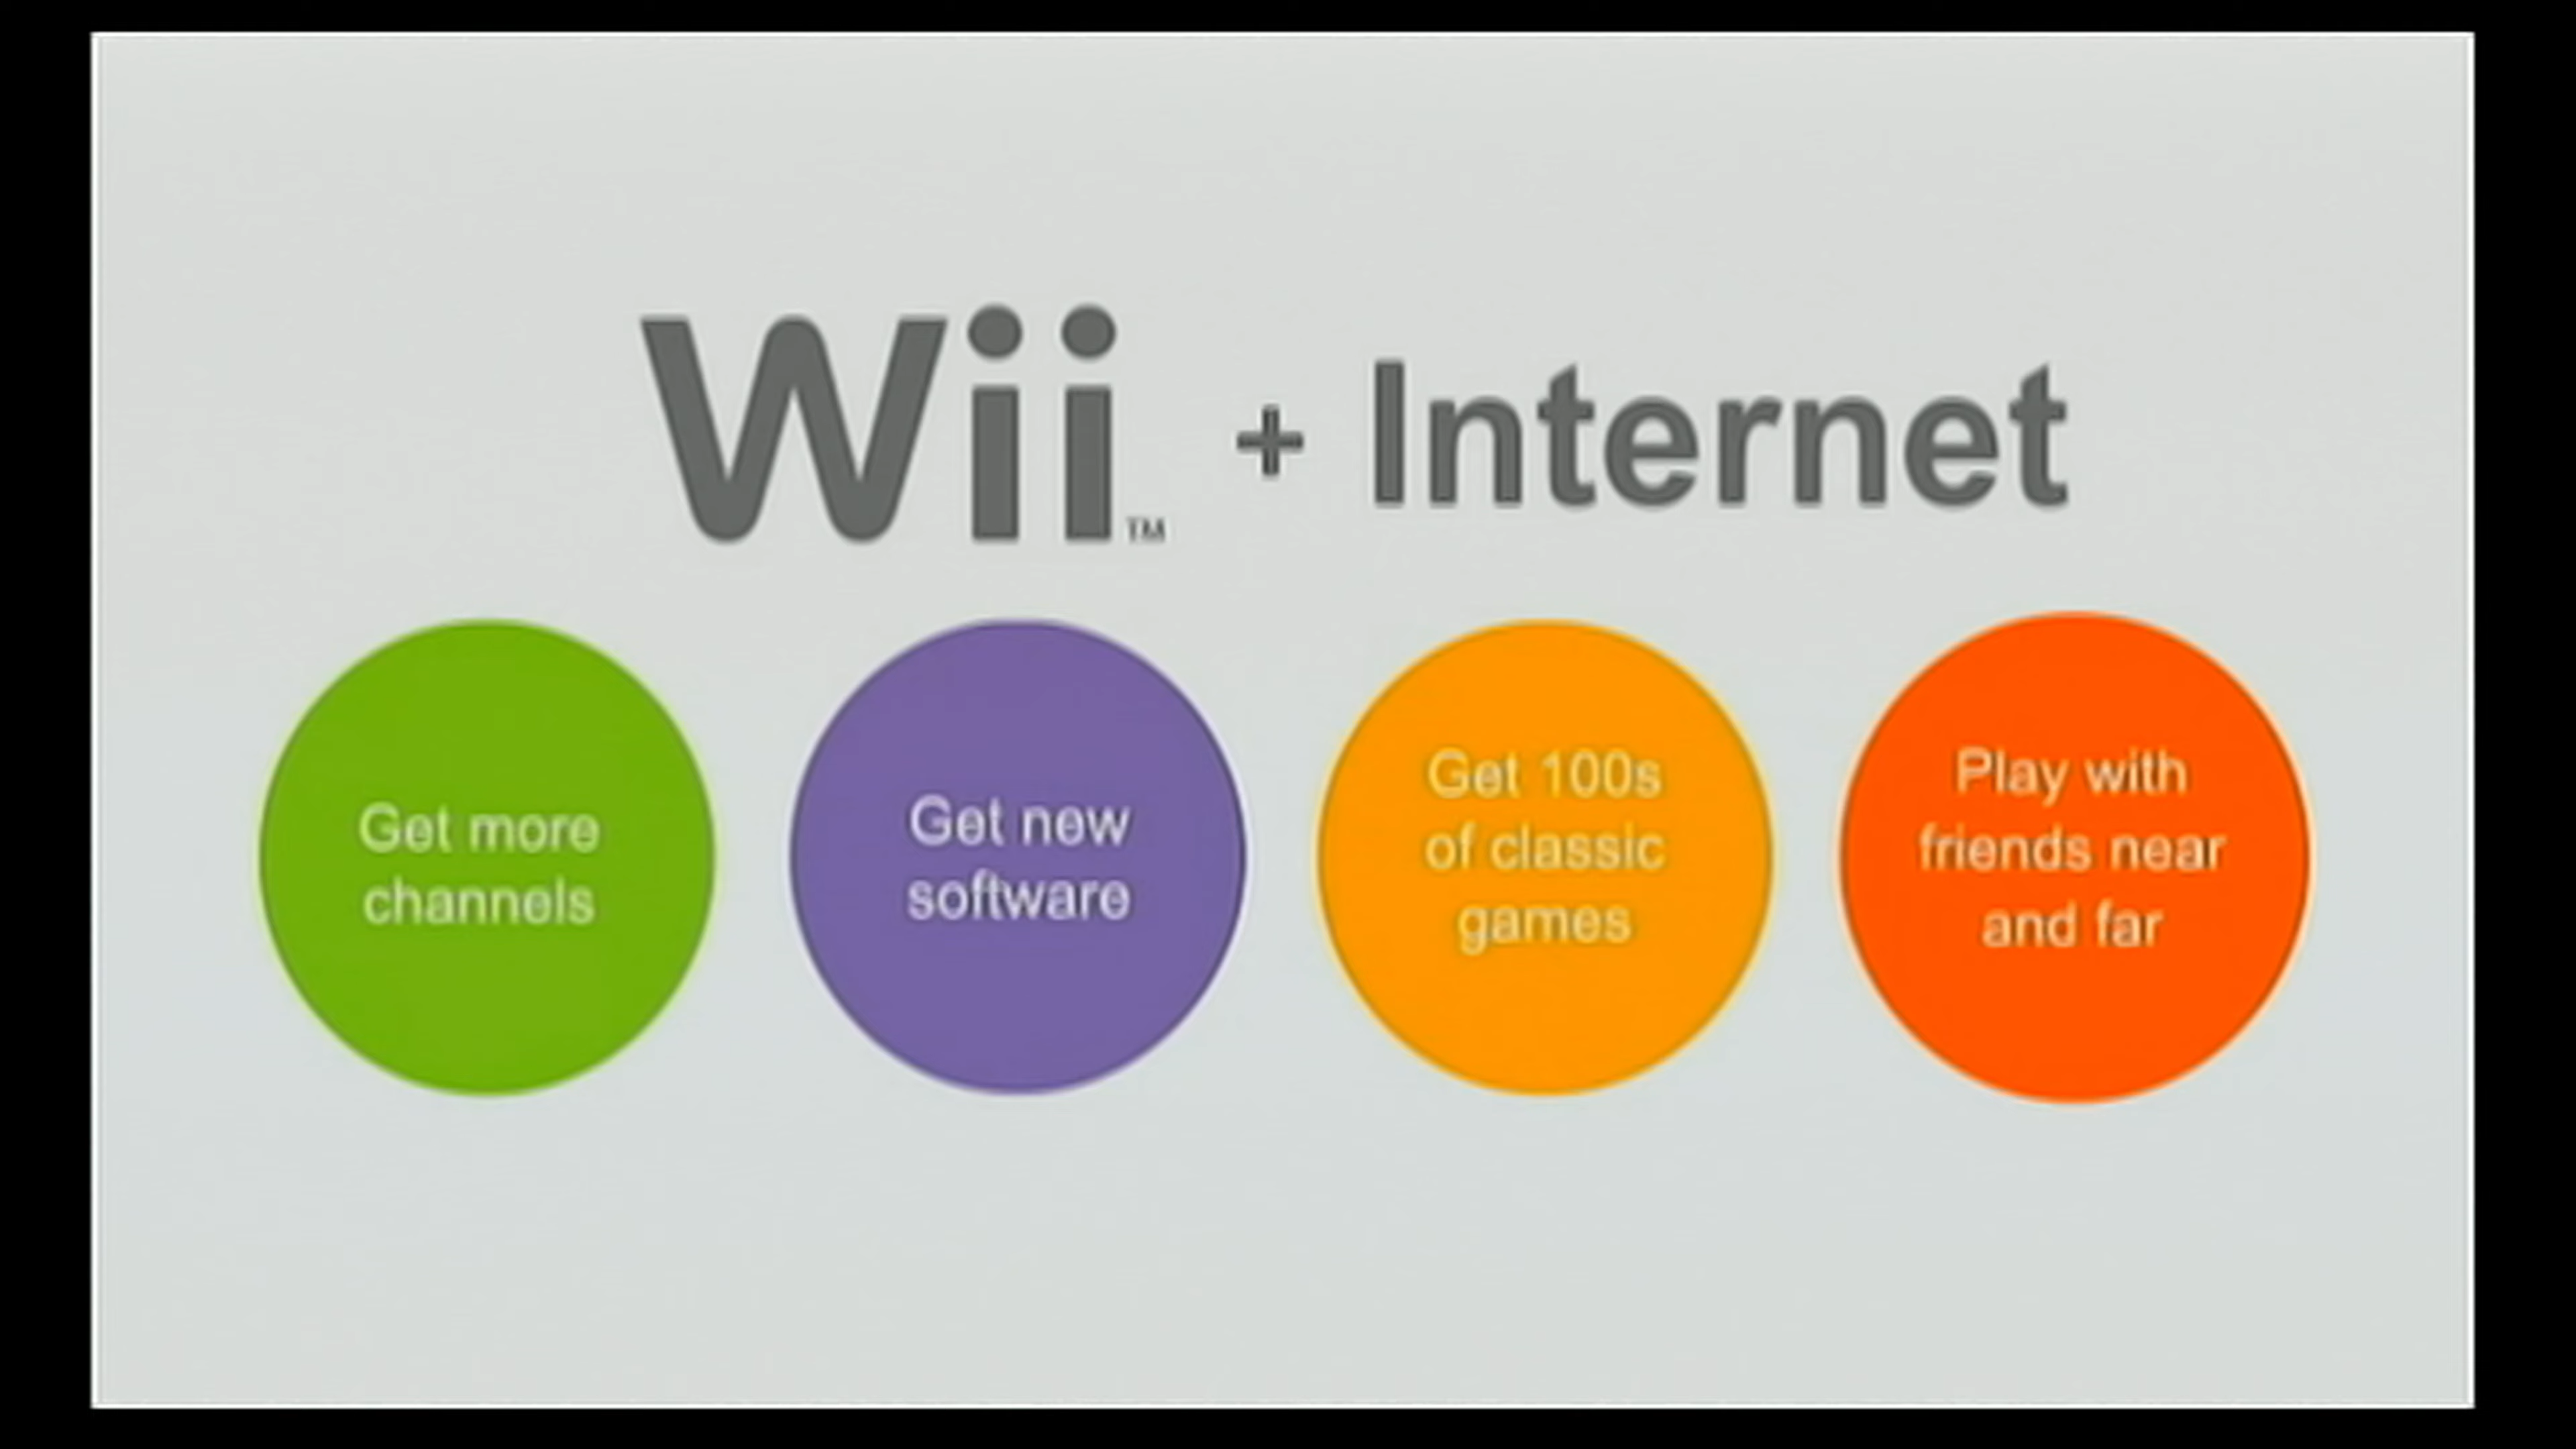 Wii™ + Internet
Get more
channels
Get new
software
Get 100s
of classic
games
Play with
friends near
and far